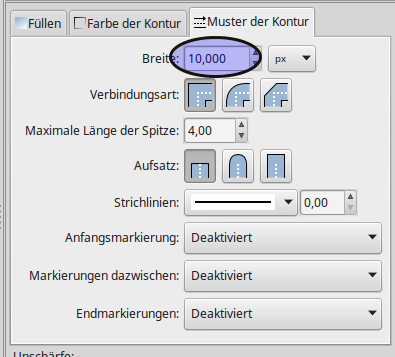 Füllen Farbe der Kontur Muster der Kontur
Breite: 10,000 px
Verbindungsart:
Maximale Länge der Spitze: 4,00
Aufsatz:
Strichlinien: 0,00
Anfangsmarkierung: Deaktiviert
Markierungen dazwischen: Deaktiviert
Endmarkierungen: Deaktiviert
Unschärfe: